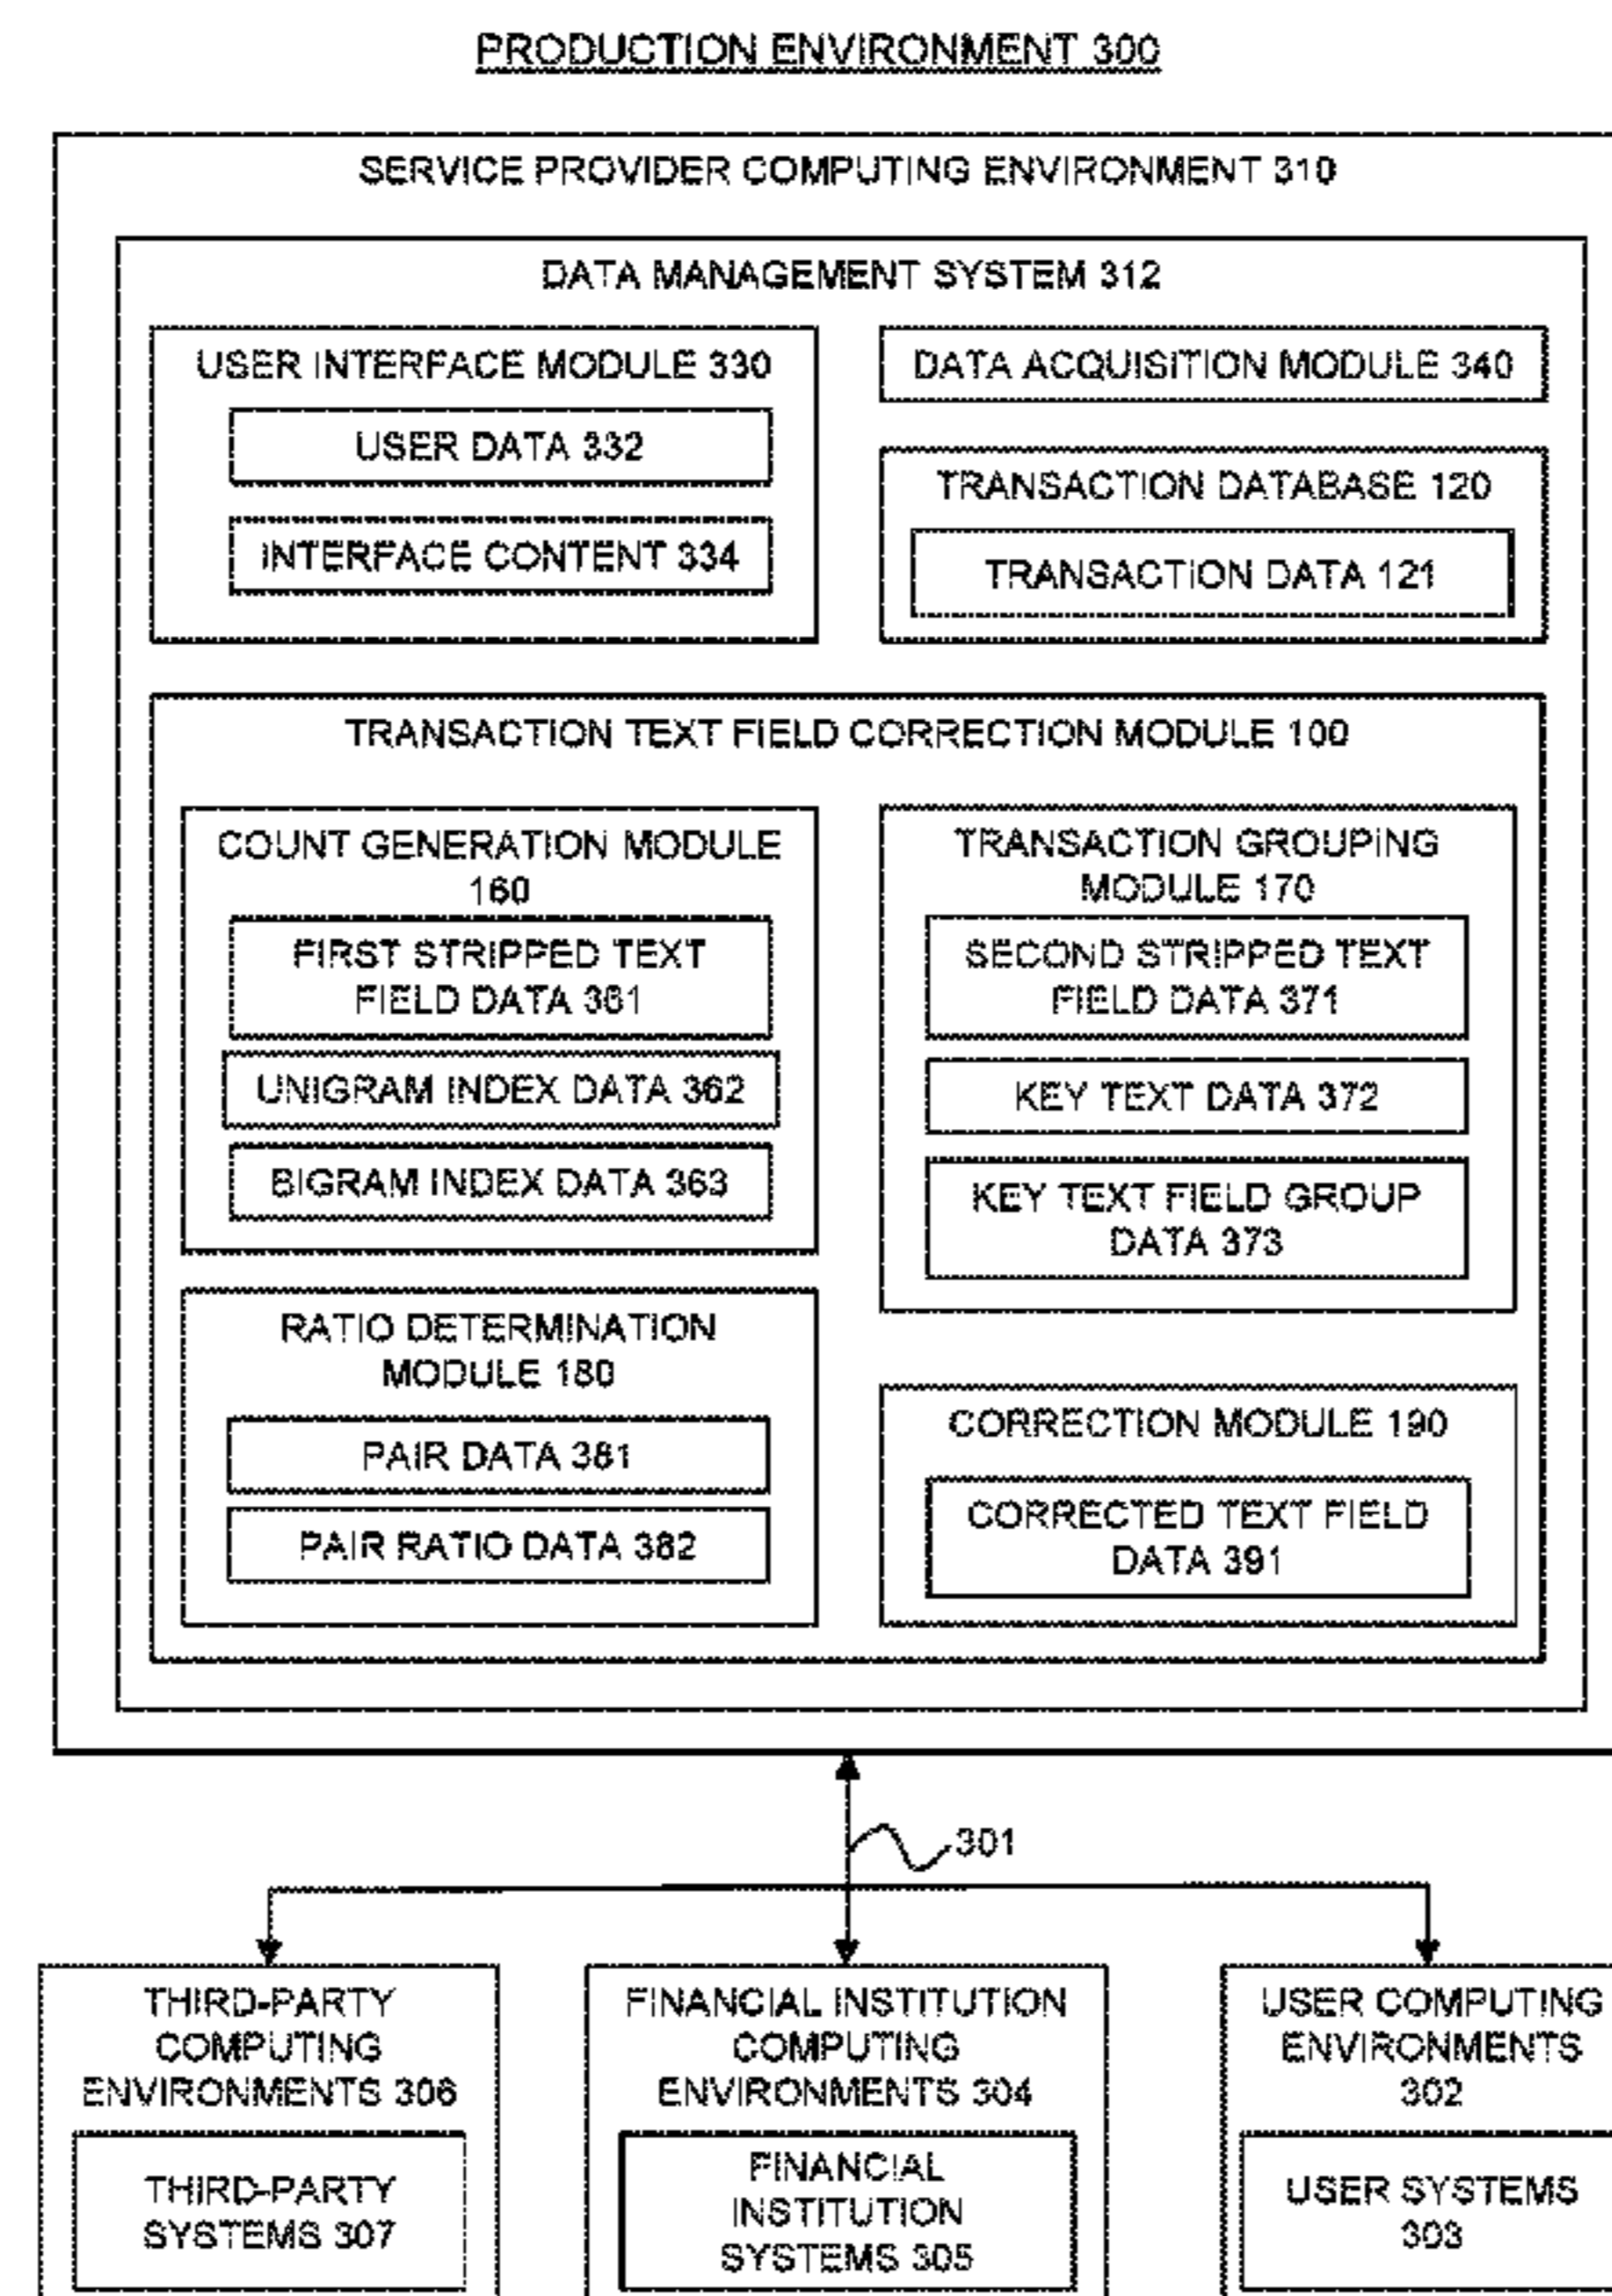 PRODUCTION ENVIRONMENT 300
SERVICE PROVIDER COMPUTING ENVIRONMENT 310
DATA MANAGEMENT SYSTEM 312
USER INTERFACE MODULE 330
USER DATA 332
INTERFACE CONTENT 334
DATA ACQUISITION MODULE 340
TRANSACTION DATABASE 120
TRANSACTION DATA 121
TRANSACTION TEXT FIELD CORRECTION MODULE 100
COUNT GENERATION MODULE
160
FIRST STRIPPED TEXT
FIELD DATA 361
UNIGRAM INDEX DATA 362
BIGRAM INDEX DATA 363
TRANSACTION GROUPING
MODULE 170
SECOND STRIPPED TEXT
FIELD DATA 371
KEY TEXT DATA 372
KEY TEXT FIELD GROUP
DATA 373
RATIO DETERMINATION
MODULE 180
PAIR DATA 381
PAIR RATIO DATA 382
CORRECTION MODULE 190
CORRECTED TEXT FIELD
DATA 391
301
THIRD-PARTY
COMPUTING
ENVIRONMENTS 306
THIRD-PARTY
SYSTEMS 307
FINANCIAL INSTITUTION
COMPUTING
ENVIRONMENTS 304
FINANCIAL
INSTITUTION
SYSTEMS 305
USER COMPUTING
ENVIRONMENTS
302
USER SYSTEMS
303